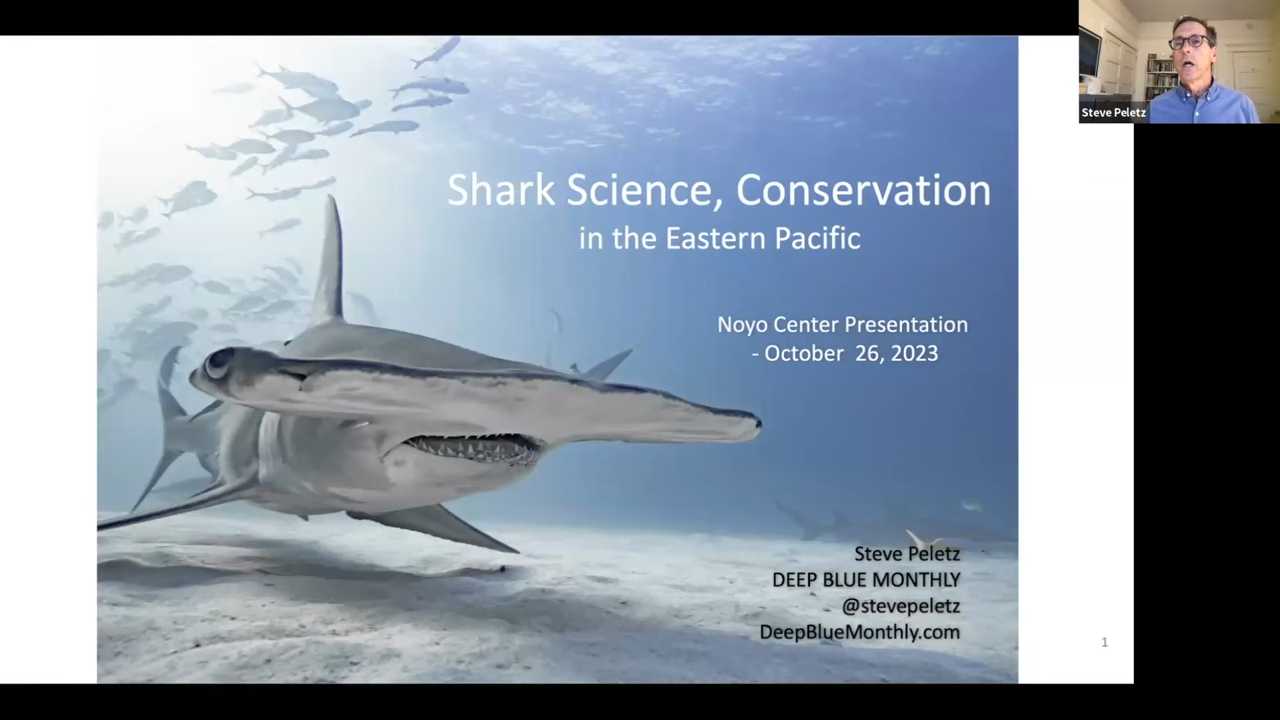 Shark Science, Conservation
in the Eastern Pacific
Noyo Center Presentation
- October 26, 2023
Steve Peletz
DEEP BLUE MONTHLY
@stevepeletz
DeepBlueMonthly.com
1
Steve Peletz